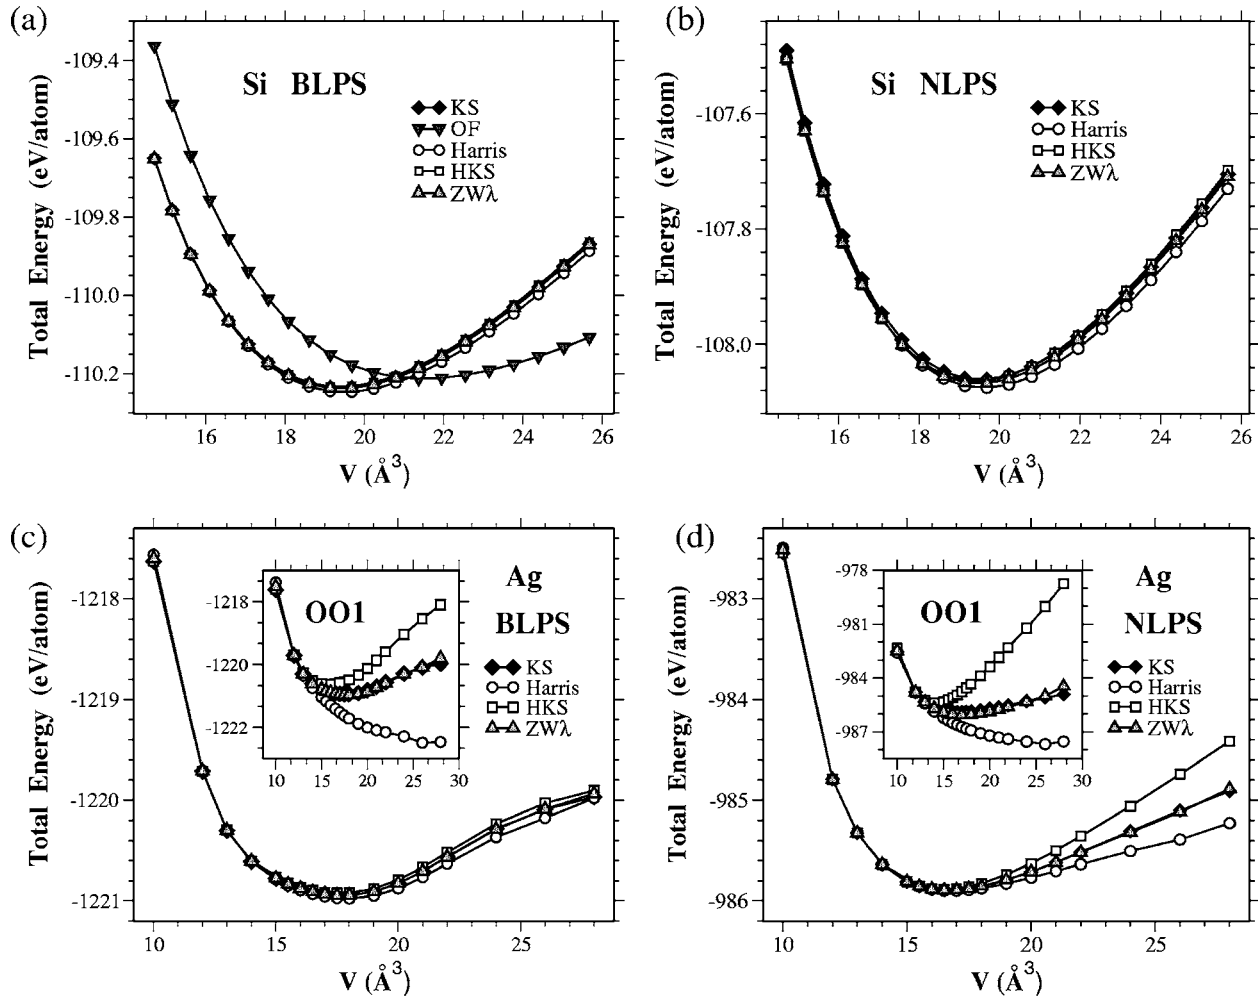 (a)
Si BLPS
KS
OF
Harris
HKS
ZWλ
Total Energy (eV/atom)
-109.4
-109.6
-109.8
-110.0
-110.2
16 18 20 22 24 26
V (Å3)
(b)
Si NLPS
KS
Harris
HKS
ZWλ
Total Energy (eV/atom)
-107.6
-107.8
-108.0
16 18 20 22 24 26
V (Å3)
(c)
Ag
BLPS
KS
Harris
HKS
ZWλ
OO1
-1218
-1220
-1222
10 15 20 25 30
Total Energy (eV/atom)
-1218
-1219
-1220
-1221
10 15 20 25
V (Å3)
(d)
Ag
NLPS
KS
Harris
HKS
ZWλ
OO1
-978
-981
-984
-987
10 15 20 25 30
Total Energy (eV/atom)
-983
-984
-985
-986
10 15 20 25
V (Å3)